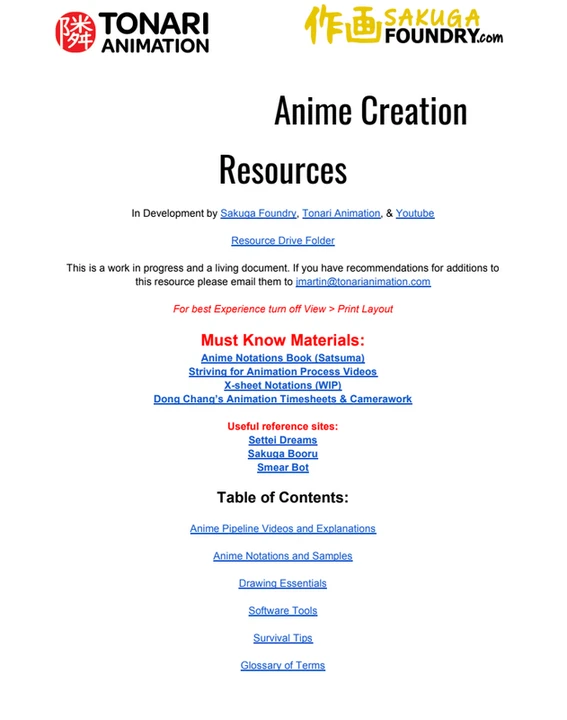 隣 TONARI
ANIMATION
作画 SAKUGA
FOUNDRY.com
Anime Creation
Resources
In Development by Sakuga Foundry, Tonari Animation, & Youtube
Resource Drive Folder
This is a work in progress and a living document. If you have recommendations for additions to
this resource please email them to jmartin@tonarianimation.com
For best Experience turn off View > Print Layout
Must Know Materials:
Anime Notations Book (Satsuma)
Striving for Animation Process Videos
X-sheet Notations (WIP)
Dong Chang's Animation Timesheets & Camerawork
Useful reference sites:
Settei Dreams
Sakuga Booru
Smear Bot
Table of Contents:
Anime Pipeline Videos and Explanations
Anime Notations and Samples
Drawing Essentials
Software Tools
Survival Tips
Glossary of Terms